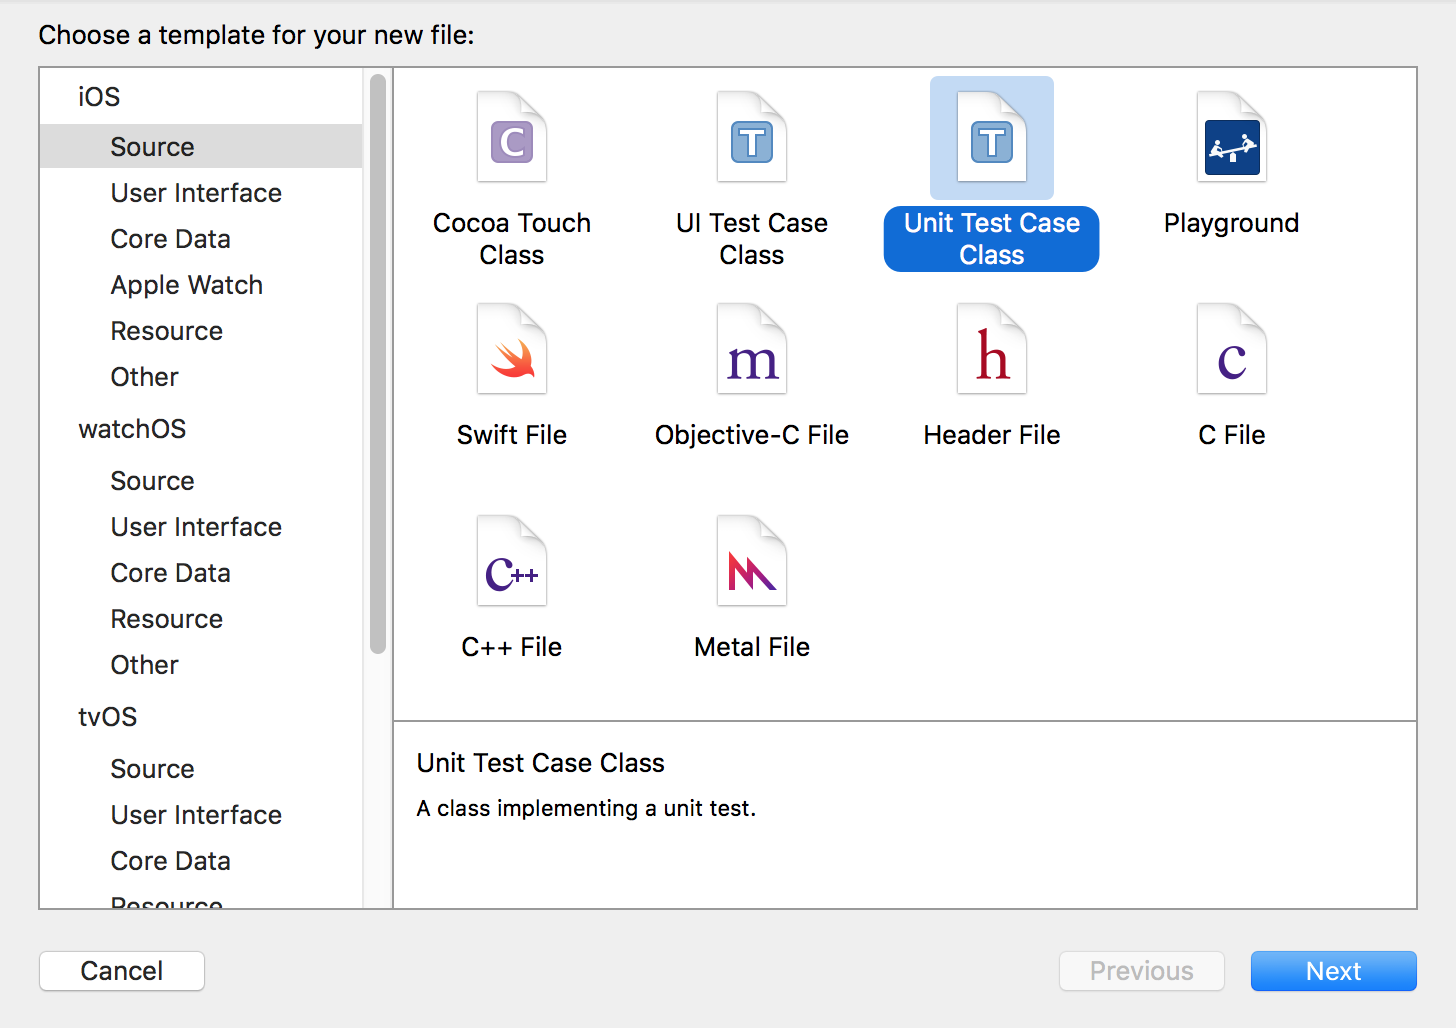 Choose a template for your new file:
iOS
Source
User Interface
Core Data
Apple Watch
Resource
Other
watchOS
Source
User Interface
Core Data
Resource
Other
tvOS
Source
User Interface
Core Data
Resource
C
T
T
Cocoa Touch
Class
UI Test Case
Class
Unit Test Case
Class
Playground
m
h
c
Swift File
Objective-C File
Header File
C File
C++
C++ File
Metal File
Unit Test Case Class
A class implementing a unit test.
Cancel
Previous
Next